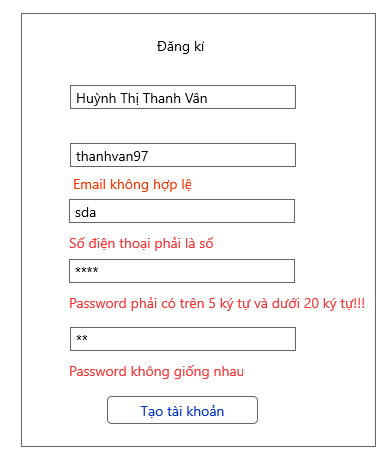 Đăng kí
Huỳnh Thị Thanh Vân
thanhvan97
Email không hợp lệ
sda
Số điện thoại phải là số
****
Password phải có trên 5 ký tự và dưới 20 ký tự!!!
**
Password không giống nhau
Tạo tài khoản